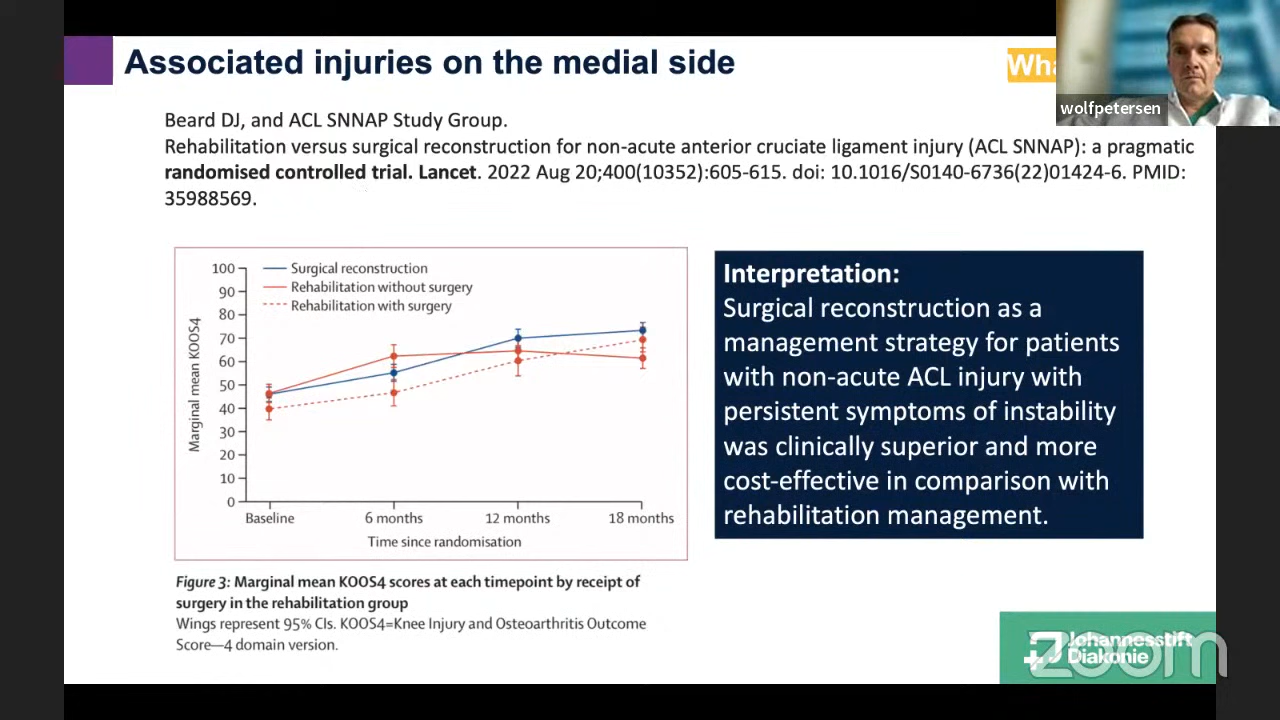 Associated injuries on the medial side
Wha
wolfpetersen
Beard DJ, and ACL SNNAP Study Group.
Rehabilitation versus surgical reconstruction for non-acute anterior cruciate ligament injury (ACL SNNAP): a pragmatic
randomised controlled trial. Lancet. 2022 Aug 20;400(10352):605-615. doi: 10.1016/S0140-6736(22)01424-6. PMID:
35988569.
Marginal mean KOOS4
100
90
80
70
60
50
40
30
20
10
0
Surgical reconstruction
Rehabilitation without surgery
Rehabilitation with surgery
Baseline
6 months
12 months
18 months
Time since randomisation
Figure 3: Marginal mean KOOS4 scores at each timepoint by receipt of
surgery in the rehabilitation group
Wings represent 95% CIs. KOOS4=Knee Injury and Osteoarthritis Outcome
Score—4 domain version.
Interpretation:
Surgical reconstruction as a
management strategy for patients
with non-acute ACL injury with
persistent symptoms of instability
was clinically superior and more
cost-effective in comparison with
rehabilitation management.
Johannesstift
Diakonie
zoom